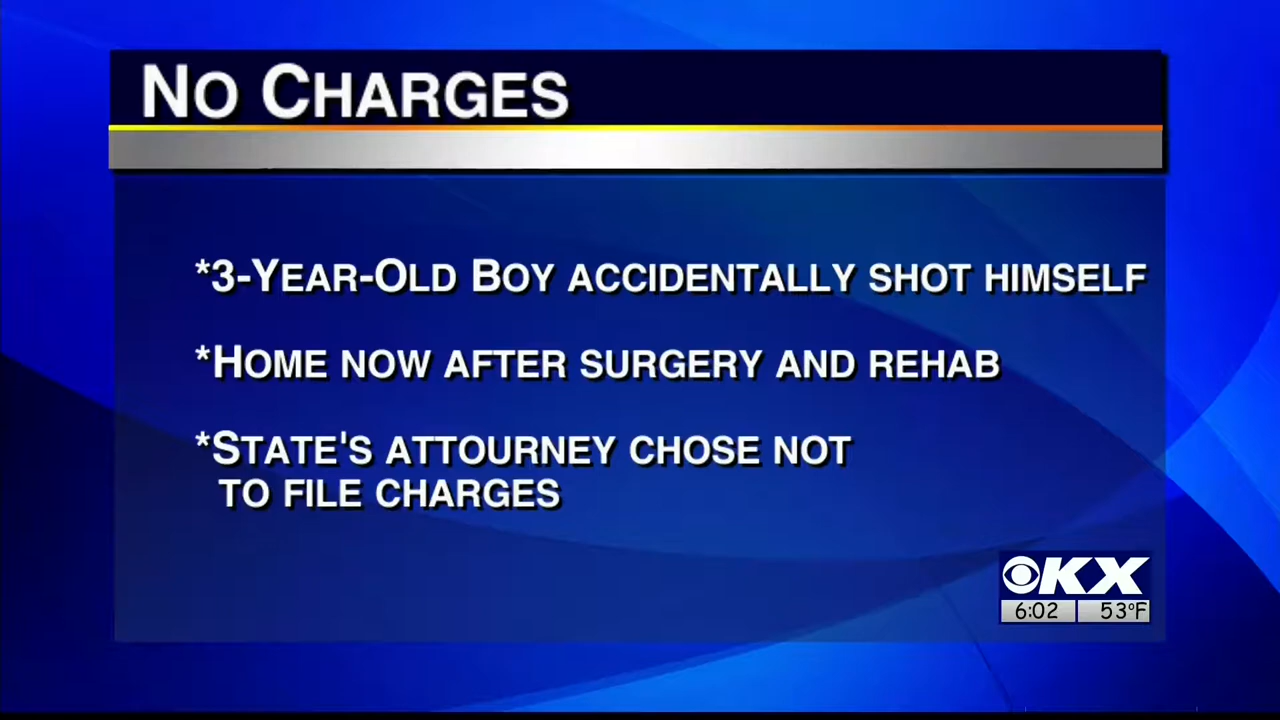 NO CHARGES
*3-YEAR-OLD BOY ACCIDENTALLY SHOT HIMSELF
*HOME NOW AFTER SURGERY AND REHAB
*STATE'S ATTOURNEY CHOSE NOT
TO FILE CHARGES
KX
6:02 53°F